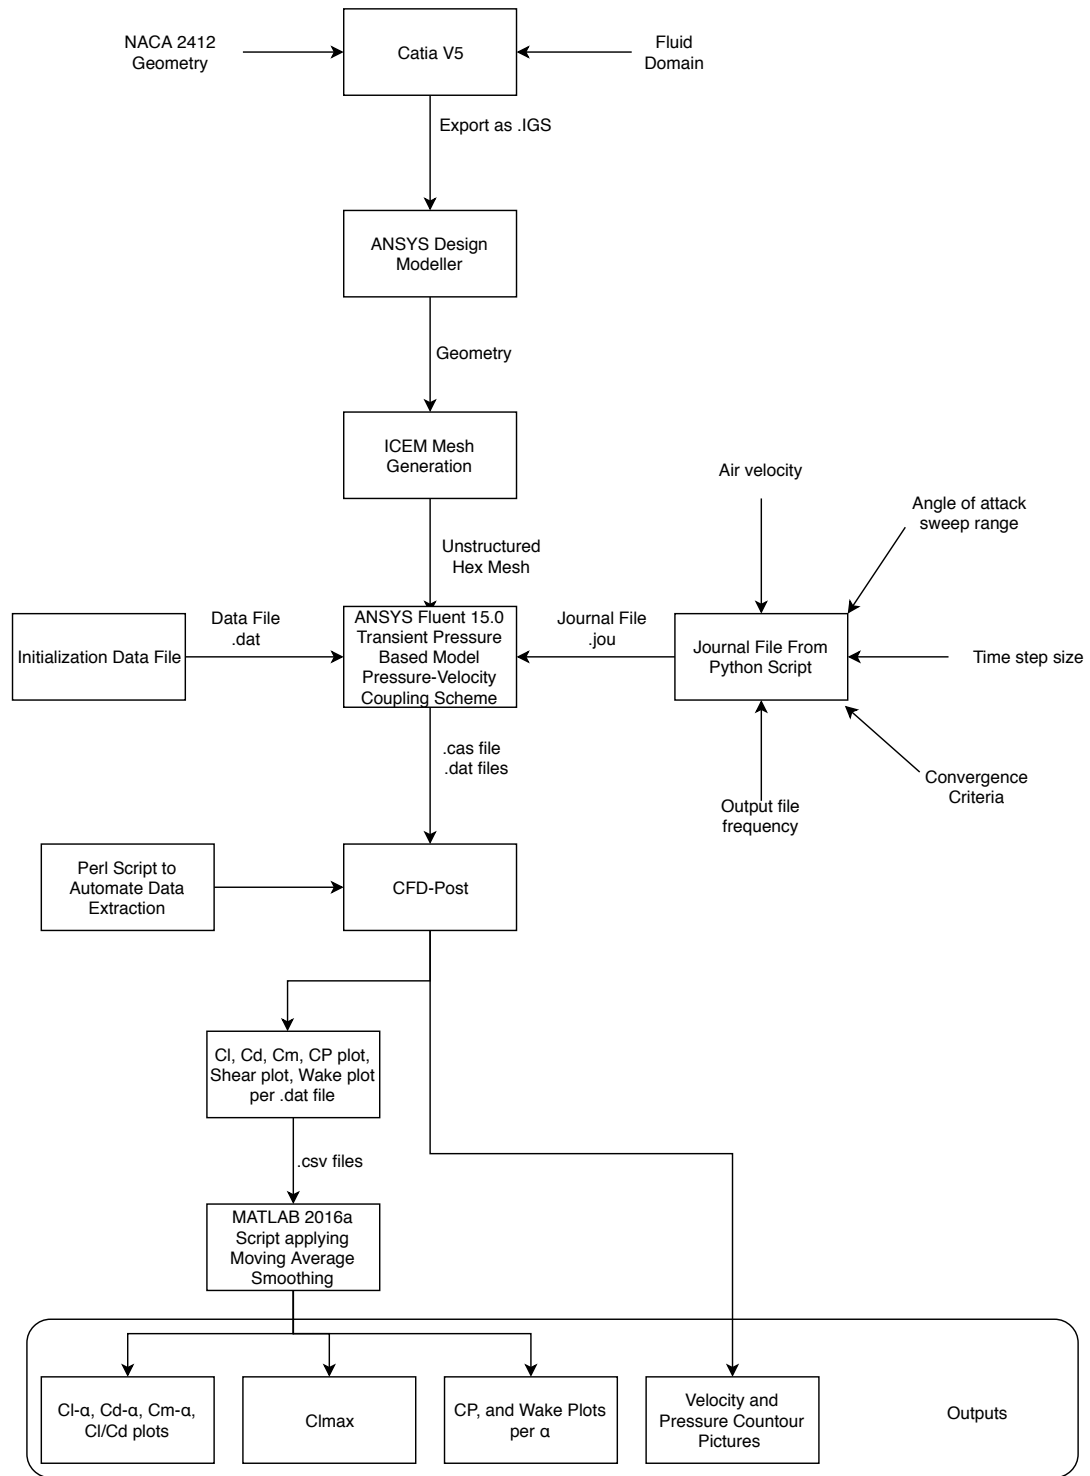 NACA 2412
Geometry
Catia V5
Fluid
Domain
Export as .IGS
ANSYS Design
Modeller
Geometry
ICEM Mesh
Generation
Air velocity
Angle of attack
sweep range
Unstructured
Hex Mesh
Initialization Data File
Data File
.dat
ANSYS Fluent 15.0
Transient Pressure
Based Model
Pressure-Velocity
Coupling Scheme
Journal File
.jou
Journal File From
Python Script
Time step size
.cas file
.dat files
Output file
frequency
Convergence
Criteria
Perl Script to
Automate Data
Extraction
CFD-Post
Cl, Cd, Cm, CP plot,
Shear plot, Wake plot
per .dat file
.csv files
MATLAB 2016a
Script applying
Moving Average
Smoothing
Cl-α, Cd-α, Cm-α,
Cl/Cd plots
Clmax
CP, and Wake Plots
per α
Velocity and
Pressure Countour
Pictures
Outputs